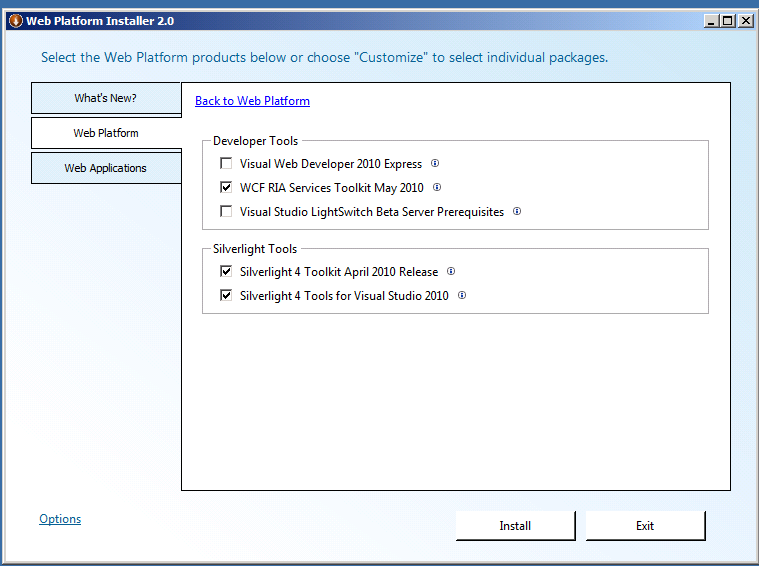 Web Platform Installer 2.0
Select the Web Platform products below or choose "Customize" to select individual packages.
What's New?
Web Platform
Web Applications
Back to Web Platform
Developer Tools
Visual Web Developer 2010 Express
WCF RIA Services Toolkit May 2010
Visual Studio LightSwitch Beta Server Prerequisites
Silverlight Tools
Silverlight 4 Toolkit April 2010 Release
Silverlight 4 Tools for Visual Studio 2010
Options
Install
Exit